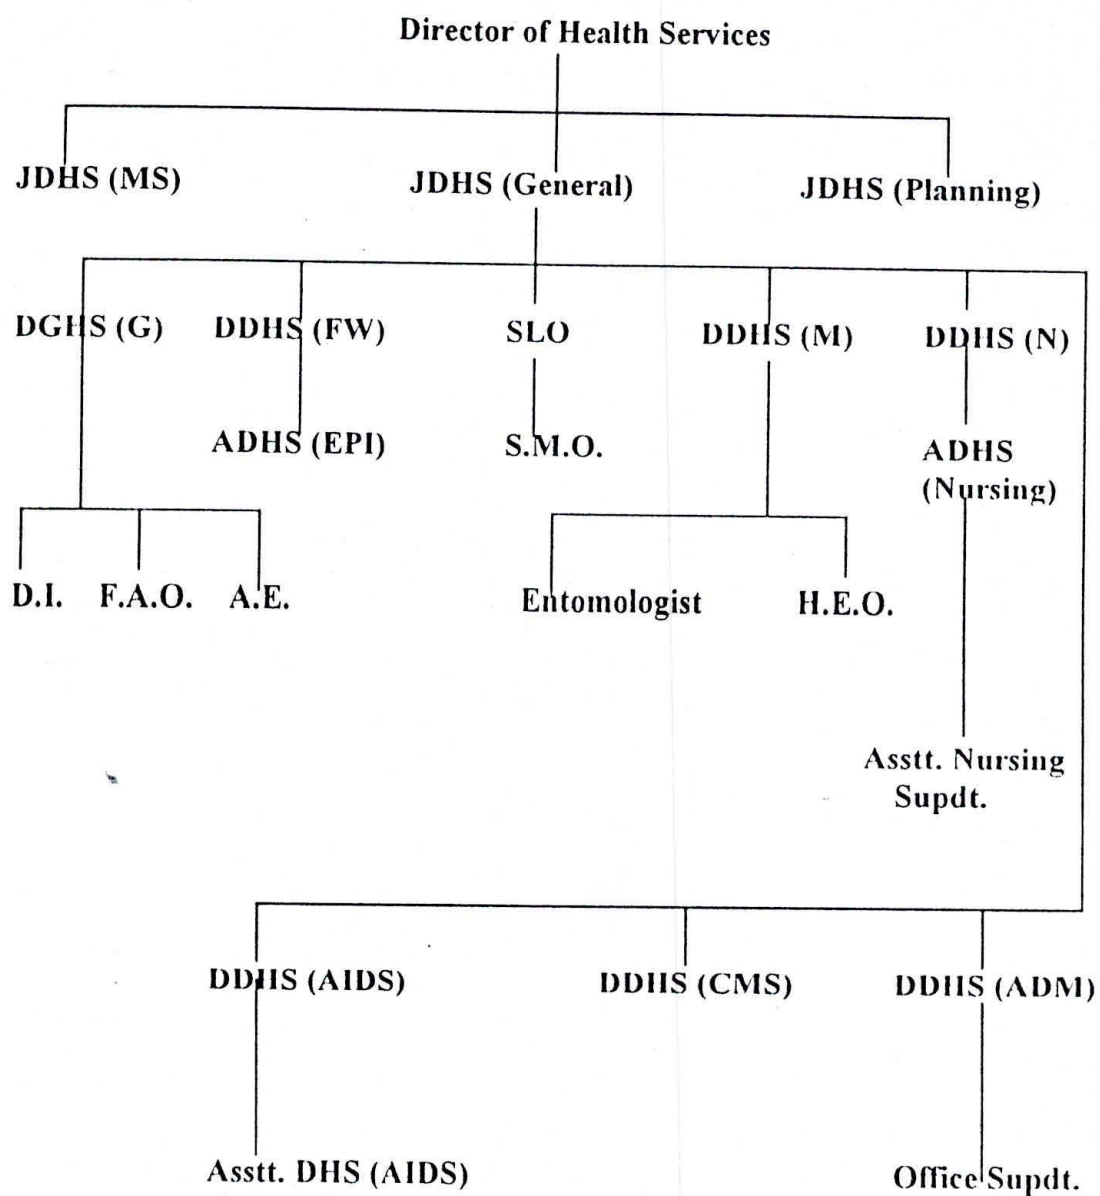 Director of Health Services
JDHS (MS) JDHS (General) JDHS (Planning)
DGHS (G) DDHS (FW) SLO DDHS (M) DDHS (N)
ADHS (EPI) S.M.O. ADHS
(Nursing)
D.I. F.A.O. A.E. Entomologist H.E.O.
Asstt. Nursing
Supdt.
DDHS (AIDS) DDHS (CMS) DDHS (ADM)
Asstt. DHS (AIDS) Office Supdt.